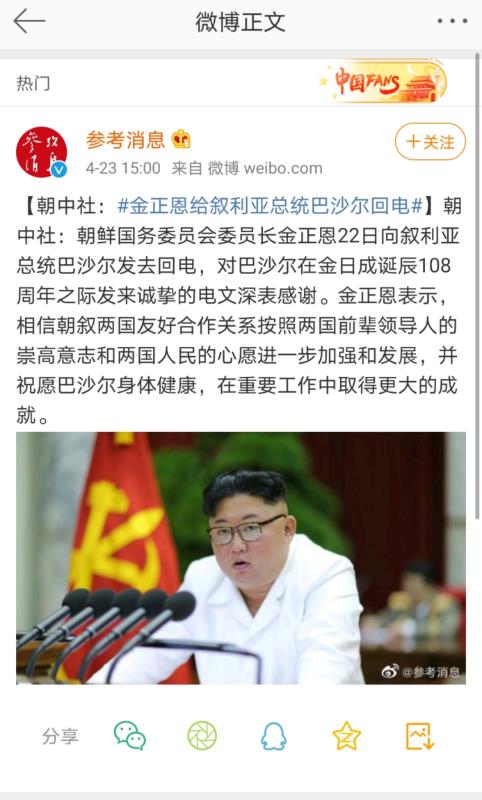 微博正文
热门
中国FANS
参考消息
+关注
4-23 15:00 来自 微博 weibo.com
【朝中社：#金正恩给叙利亚总统巴沙尔回电#】朝
中社：朝鲜国务委员会委员长金正恩22日向叙利亚
总统巴沙尔发去回电，对巴沙尔在金日成诞辰108
周年之际发来诚挚的电文深表感谢。金正恩表示，
相信朝叙两国友好合作关系按照两国前辈领导人的
崇高意志和两国人民的心愿进一步加强和发展，并
祝愿巴沙尔身体健康，在重要工作中取得更大的成
就。
@参考消息
分享